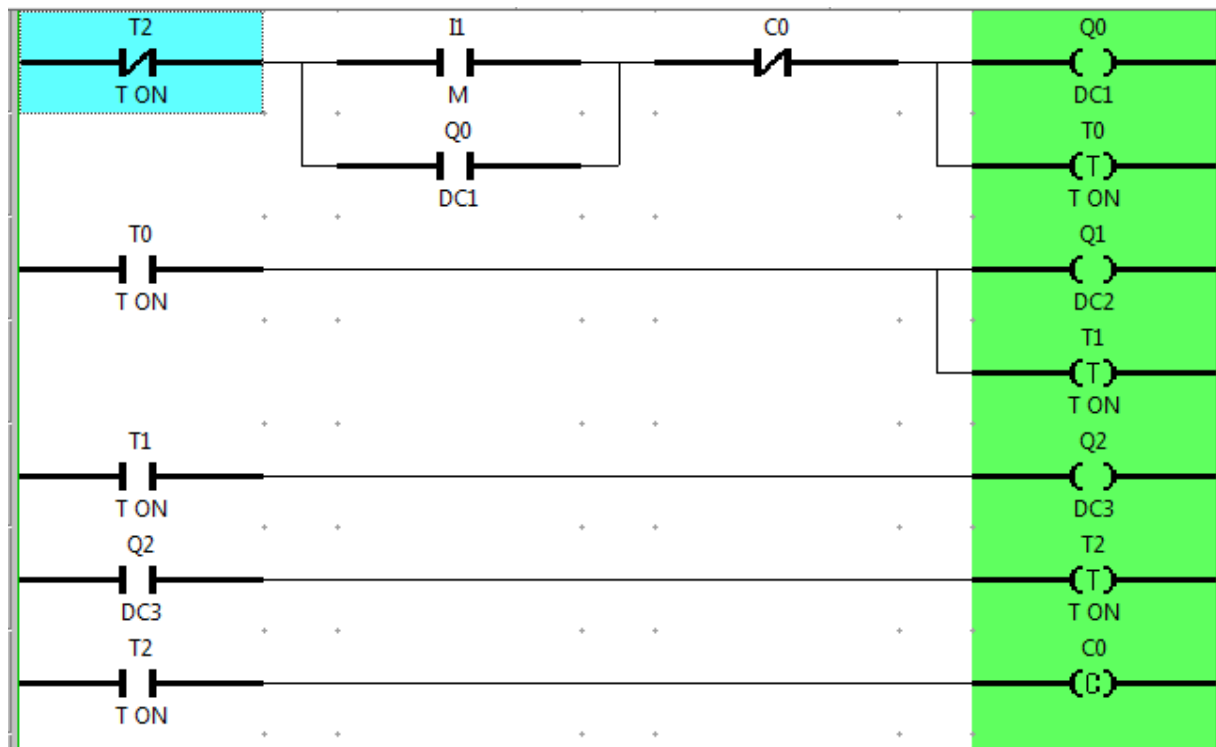 T2 I1 C0 Q0
T ON M DC1
Q0 T0
(T)
DC1 T ON
T0 Q1
T ON DC2
T1
(T)
T ON
T1 Q2
T ON DC3
Q2 T2
(T)
DC3 T ON
T2 C0
(C)
T ON